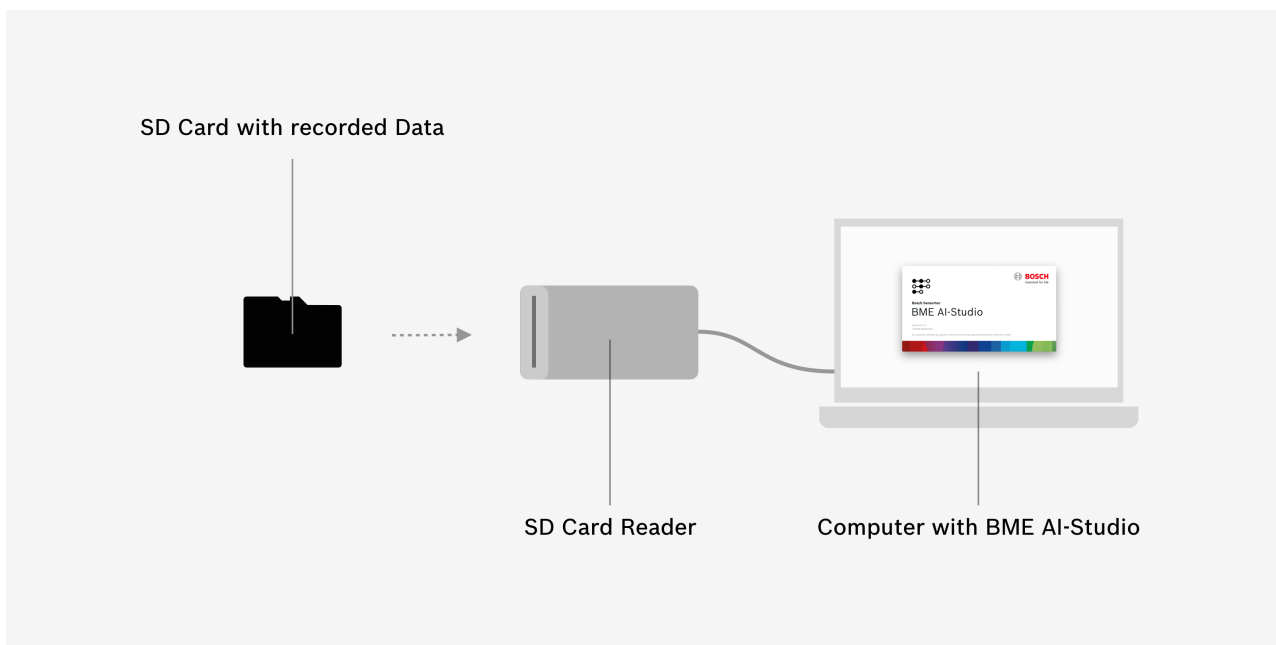 SD Card with recorded Data
BOSCH
Invented for life
Bosch Sensortec
BME AI-Studio
SD Card Reader
Computer with BME AI-Studio